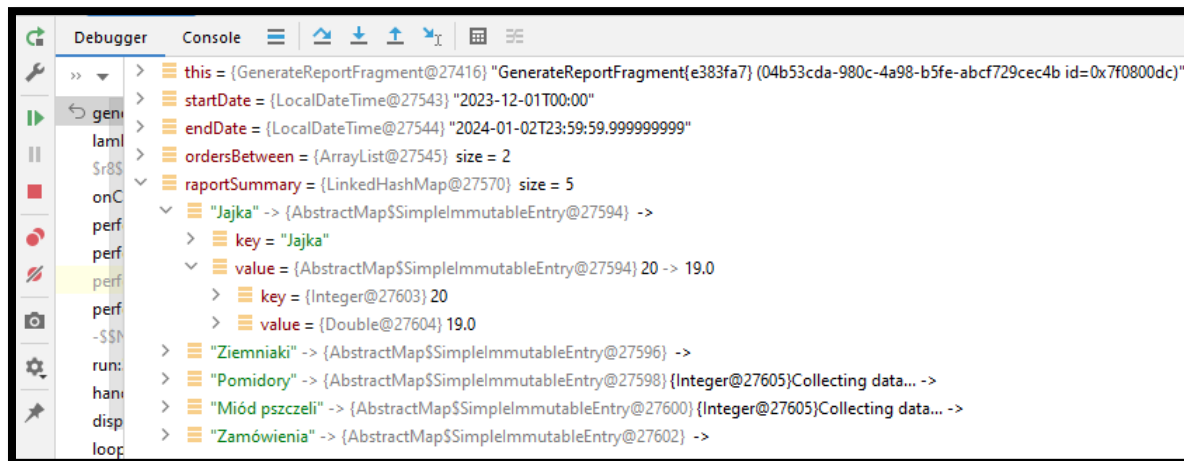 Debugger Console
this = {GenerateReportFragment@27416} "GenerateReportFragment{e383fa7} (04b53cda-980c-4a98-b5fe-abcf729cec4b id=0x7f0800dc)"
startDate = {LocalDateTime@27543} "2023-12-01T00:00"
gene
endDate = {LocalDateTime@27544} "2024-01-02T23:59:59.999999999"
laml
ordersBetween = {ArrayList@27545} size = 2
$r8$
raportSummary = {LinkedHashMap@27570} size = 5
onC
"Jajka" -> {AbstractMap$SimpleImmutableEntry@27594} ->
perf
key = "Jajka"
perf
value = {AbstractMap$SimpleImmutableEntry@27594} 20 -> 19.0
perf
key = {Integer@27603} 20
perf
value = {Double@27604} 19.0
-$$N
"Ziemniaki" -> {AbstractMap$SimpleImmutableEntry@27596} ->
run:
"Pomidory" -> {AbstractMap$SimpleImmutableEntry@27598} {Integer@27605}Collecting data... ->
han
"Miód pszczeli" -> {AbstractMap$SimpleImmutableEntry@27600} {Integer@27605}Collecting data... ->
disp
"Zamówienia" -> {AbstractMap$SimpleImmutableEntry@27602} ->
loop